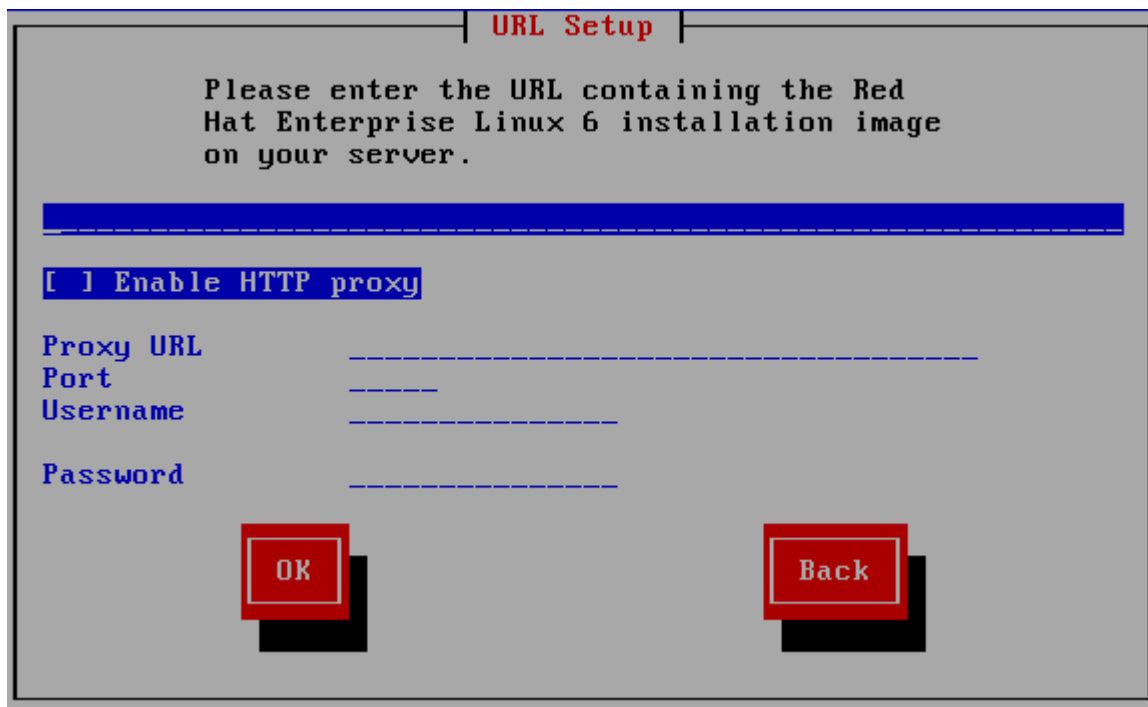 URL Setup
Please enter the URL containing the Red
Hat Enterprise Linux 6 installation image
on your server.
[ ] Enable HTTP proxy
Proxy URL
Port
Username
Password
OK Back